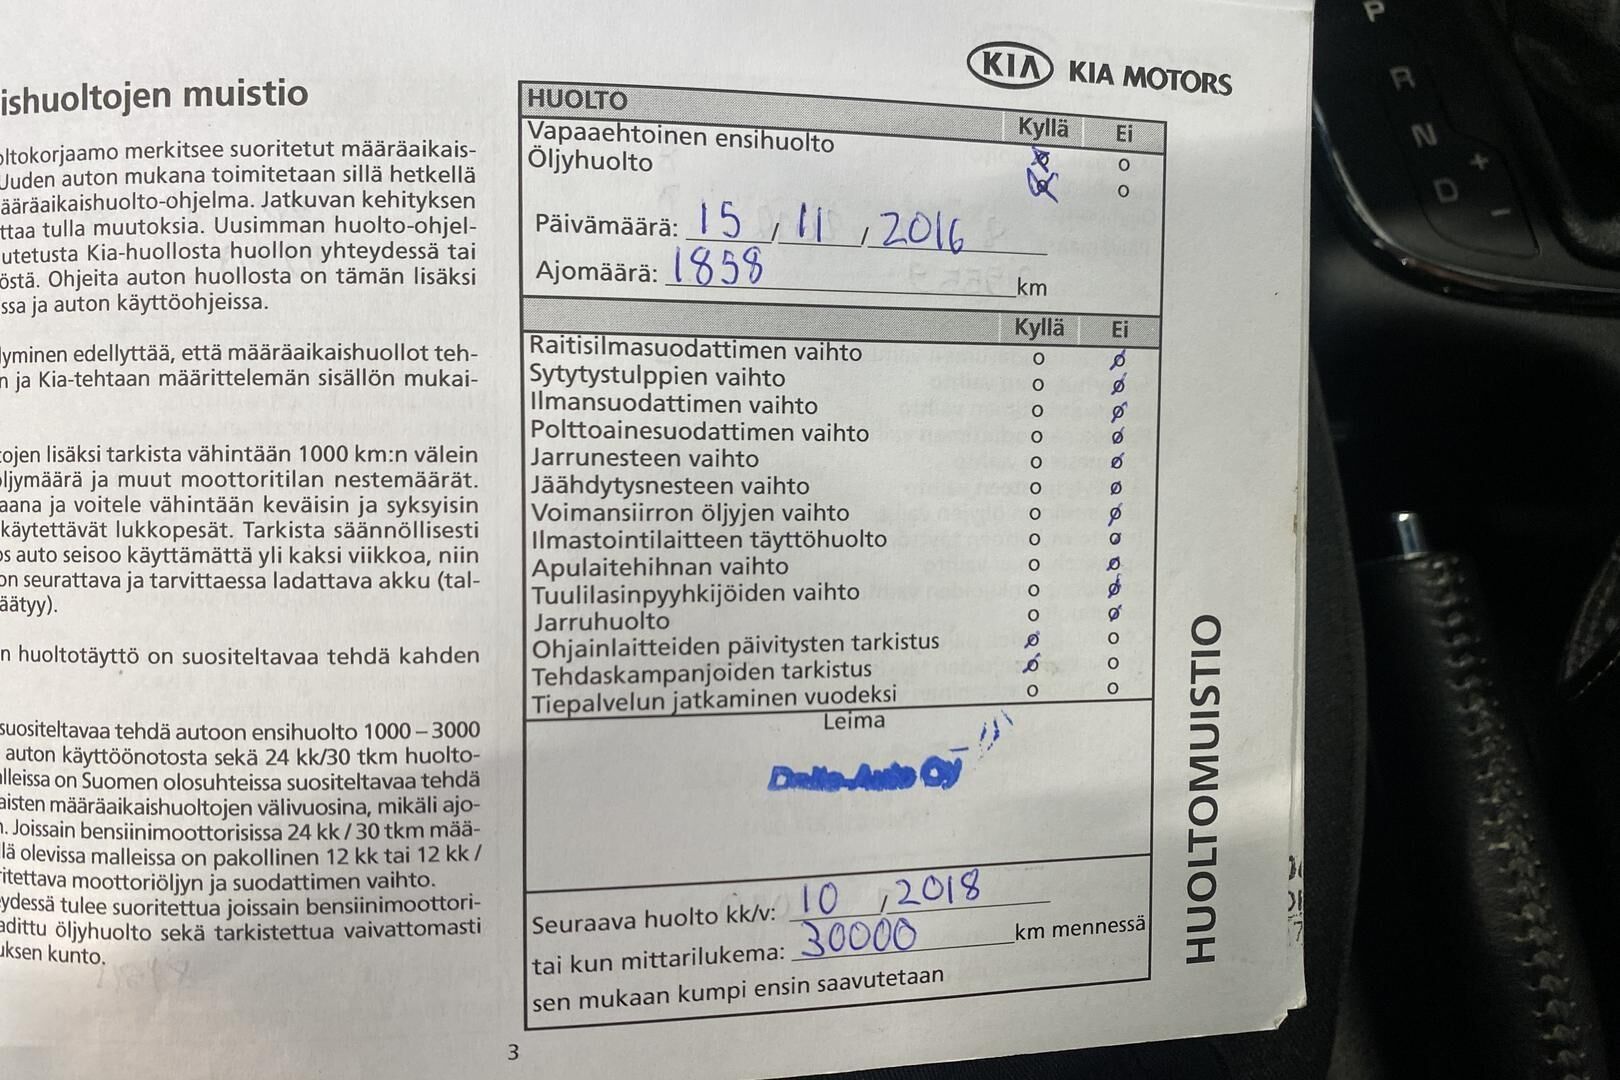 KIA KIA MOTORS
ishuoltojen muistio
oltokorjaamo merkitsee suoritetut määräaikais-
Uuden auton mukana toimitetaan sillä hetkellä
ääräaikaishuolto-ohjelma. Jatkuvan kehityksen
ttaa tulla muutoksia. Uusimman huolto-ohjel-
utetusta Kia-huollosta huollon yhteydessä tai
östä. Ohjeita auton huollosta on tämän lisäksi
ssa ja auton käyttöohjeissa.
lyminen edellyttää, että määräaikaishuollot teh-
n ja Kia-tehtaan määrittelemän sisällön mukai-
tojen lisäksi tarkista vähintään 1000 km:n välein
öljymäärä ja muut moottoritilan nestemäärät.
aana ja voitele vähintään keväisin ja syksyisin
käytettävät lukkopesät. Tarkista säännöllisesti
os auto seisoo käyttämättä yli kaksi viikkoa, niin
on seurattava ja tarvittaessa ladattava akku (tal-
äätyy).
n huoltotäyttö on suositeltavaa tehdä kahden
suositeltavaa tehdä autoon ensihuolto 1000 – 3000
auton käyttöönotosta sekä 24 kk/30 tkm huolto-
alleissa on Suomen olosuhteissa suositeltavaa tehdä
aisten määräaikaishuoltojen välivuosina, mikäli ajo-
n. Joissain bensiinimoottorisissa 24 kk / 30 tkm mää-
llä olevissa malleissa on pakollinen 12 kk tai 12 kk /
ritettava moottoriöljyn ja suodattimen vaihto.
eydessä tulee suoritettua joissain bensiinimoottori-
adittu öljyhuolto sekä tarkistettua vaivattomasti
uksen kunto.
HUOLTO Kyllä Ei
Vapaaehtoinen ensihuolto
Öljyhuolto
Päivämäärä: 15 , 11 , 2016
Ajomäärä: 1858 km
Kyllä Ei
Raitisilmasuodattimen vaihto
Sytytystulppien vaihto
Ilmansuodattimen vaihto
Polttoainesuodattimen vaihto
Jarrunesteen vaihto
Jäähdytysnesteen vaihto
Voimansiirron öljyjen vaihto
Ilmastointilaitteen täyttöhuolto
Apulaitehihnan vaihto
Tuulilasinpyyhkijöiden vaihto
Jarruhuolto
Ohjainlaitteiden päivitysten tarkistus
Tehdaskampanjoiden tarkistus
Tiepalvelun jatkaminen vuodeksi
Leima
Delta-Auto Oy
Seuraava huolto kk/v: 10 , 2018
tai kun mittarilukema: 30000 km mennessä
sen mukaan kumpi ensin saavutetaan
3
HUOLTOMUISTIO
P
R
N
D
+
–